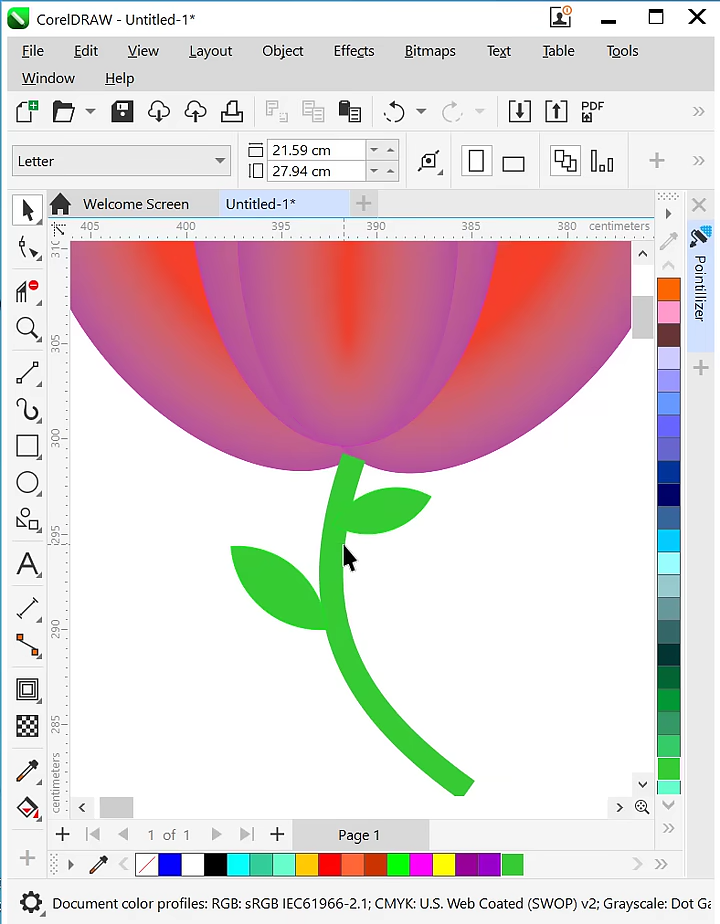 CorelDRAW - Untitled-1*
File Edit View Layout Object Effects Bitmaps Text Table Tools
Window Help
PDF
Letter
21.59 cm
27.94 cm
Welcome Screen Untitled-1*
405 400 395 390 385 380 centimeters
310
305
300
295
290
285
centimeters
Pointillizer
1 of 1
Page 1
Document color profiles: RGB: sRGB IEC61966-2.1; CMYK: U.S. Web Coated (SWOP) v2; Grayscale: Dot Ga